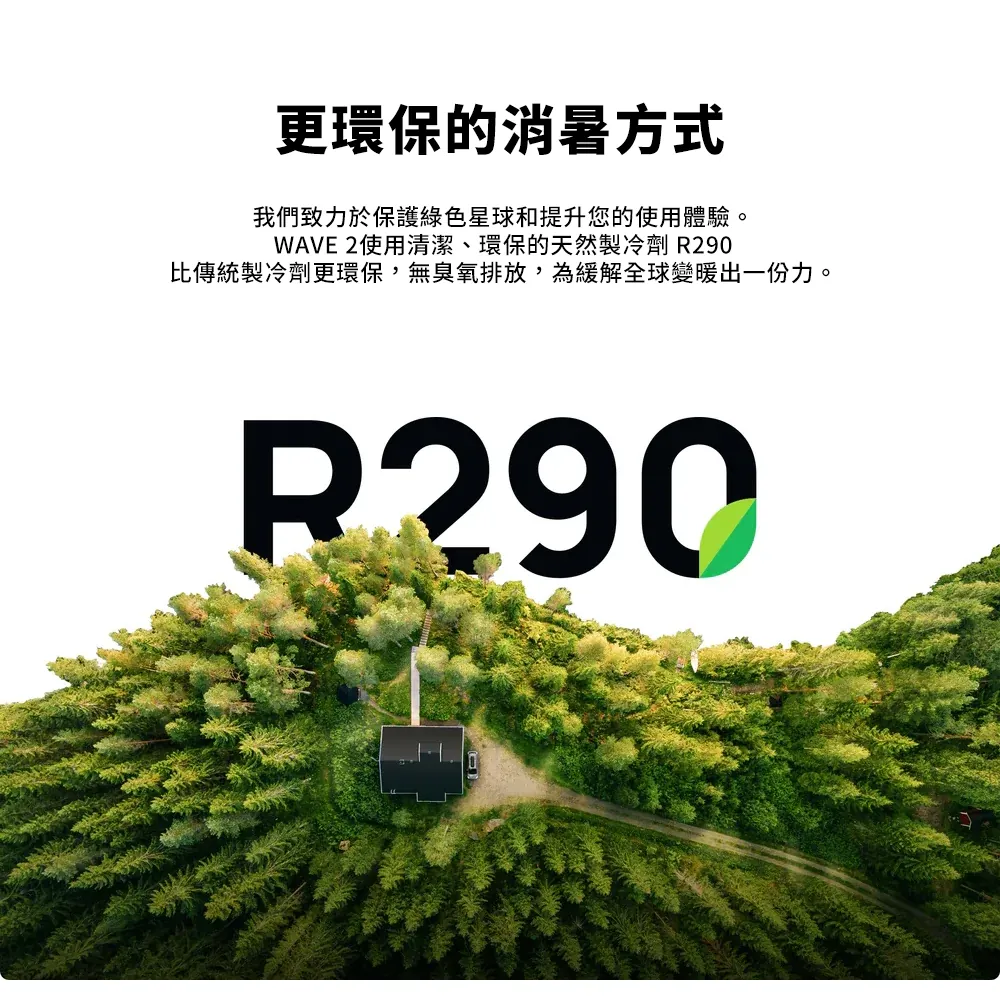 更環保的消暑方式
我們致力於保護綠色星球和提升您的使用體驗。
WAVE 2使用清潔、環保的天然製冷劑 R290
比傳統製冷劑更環保，無臭氧排放，為緩解全球變暖出一份力。
R290